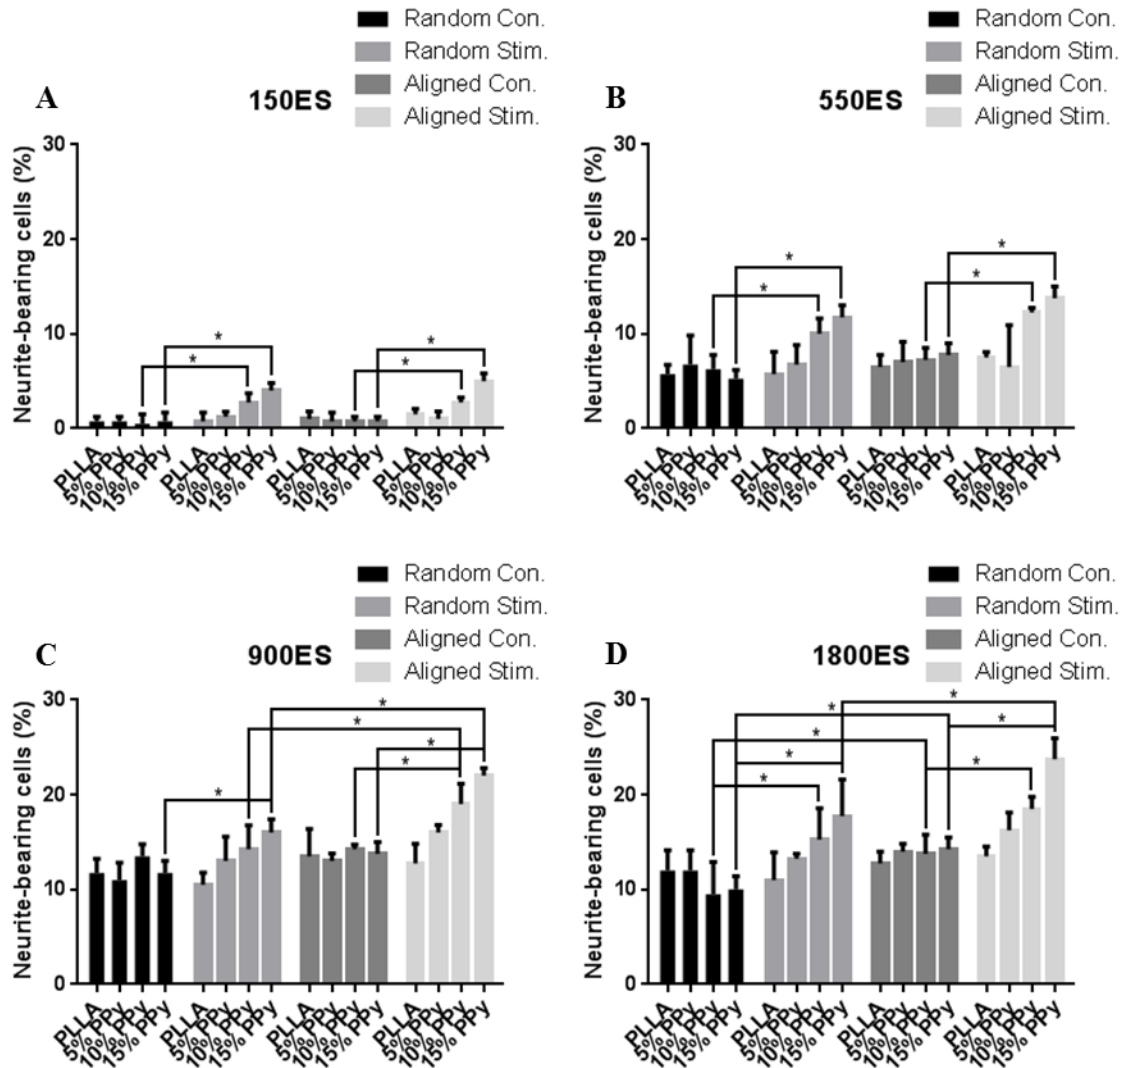 Random Con.
Random Stim.
Aligned Con.
Aligned Stim.
A
150ES
Neurite-bearing cells (%)
30
20
10
0
*
*
*
*
PLLA
5% PPy
10% PPy
15% PPy
PLLA
5% PPy
10% PPy
15% PPy
PLLA
5% PPy
10% PPy
15% PPy
PLLA
5% PPy
10% PPy
15% PPy
Random Con.
Random Stim.
Aligned Con.
Aligned Stim.
B
550ES
Neurite-bearing cells (%)
30
20
10
0
*
*
*
*
PLLA
5% PPy
10% PPy
15% PPy
PLLA
5% PPy
10% PPy
15% PPy
PLLA
5% PPy
10% PPy
15% PPy
PLLA
5% PPy
10% PPy
15% PPy
Random Con.
Random Stim.
Aligned Con.
Aligned Stim.
C
900ES
Neurite-bearing cells (%)
30
20
10
0
*
*
*
*
*
PLLA
5% PPy
10% PPy
15% PPy
PLLA
5% PPy
10% PPy
15% PPy
PLLA
5% PPy
10% PPy
15% PPy
PLLA
5% PPy
10% PPy
15% PPy
Random Con.
Random Stim.
Aligned Con.
Aligned Stim.
D
1800ES
Neurite-bearing cells (%)
30
20
10
0
*
*
*
*
*
*
*
PLLA
5% PPy
10% PPy
15% PPy
PLLA
5% PPy
10% PPy
15% PPy
PLLA
5% PPy
10% PPy
15% PPy
PLLA
5% PPy
10% PPy
15% PPy